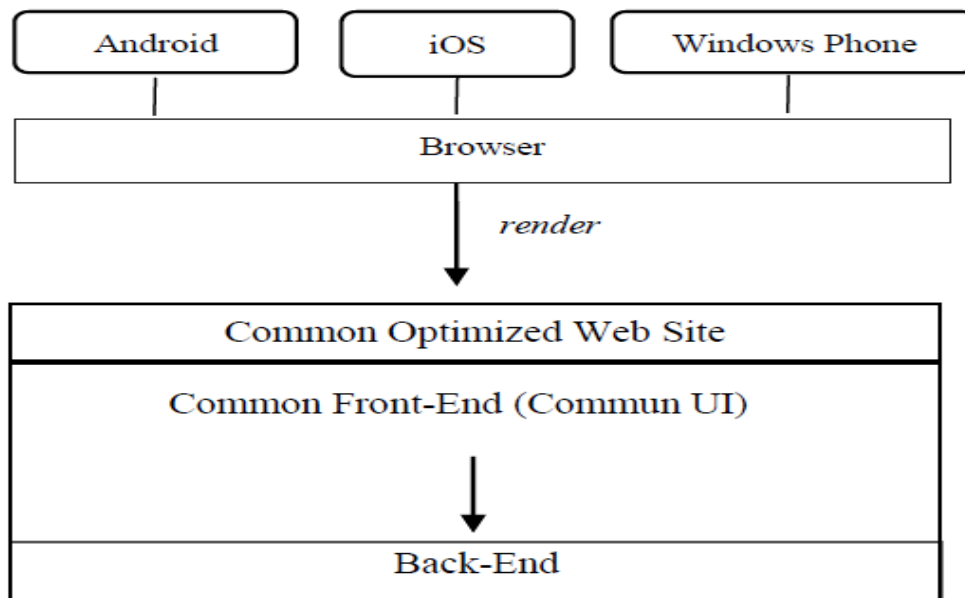 Android
iOS
Windows Phone
Browser
render
Common Optimized Web Site
Common Front-End (Commun UI)
Back-End